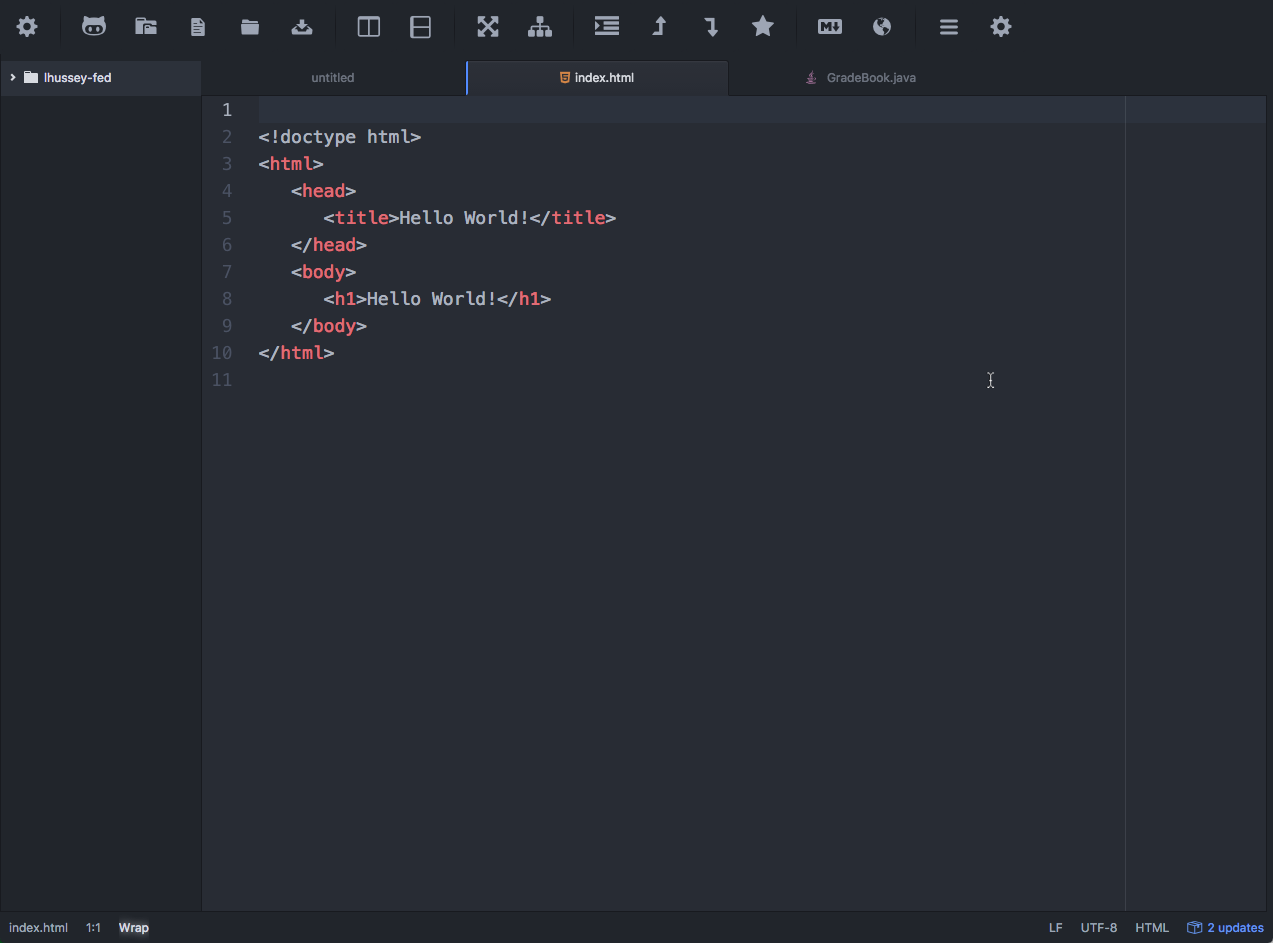 M↓
lhussey-fed
untitled
index.html
GradeBook.java
1
2 <!doctype html>
3 <html>
4    <head>
5       <title>Hello World!</title>
6    </head>
7    <body>
8       <h1>Hello World!</h1>
9    </body>
10 </html>
11
index.html 1:1 Wrap LF UTF-8 HTML 2 updates